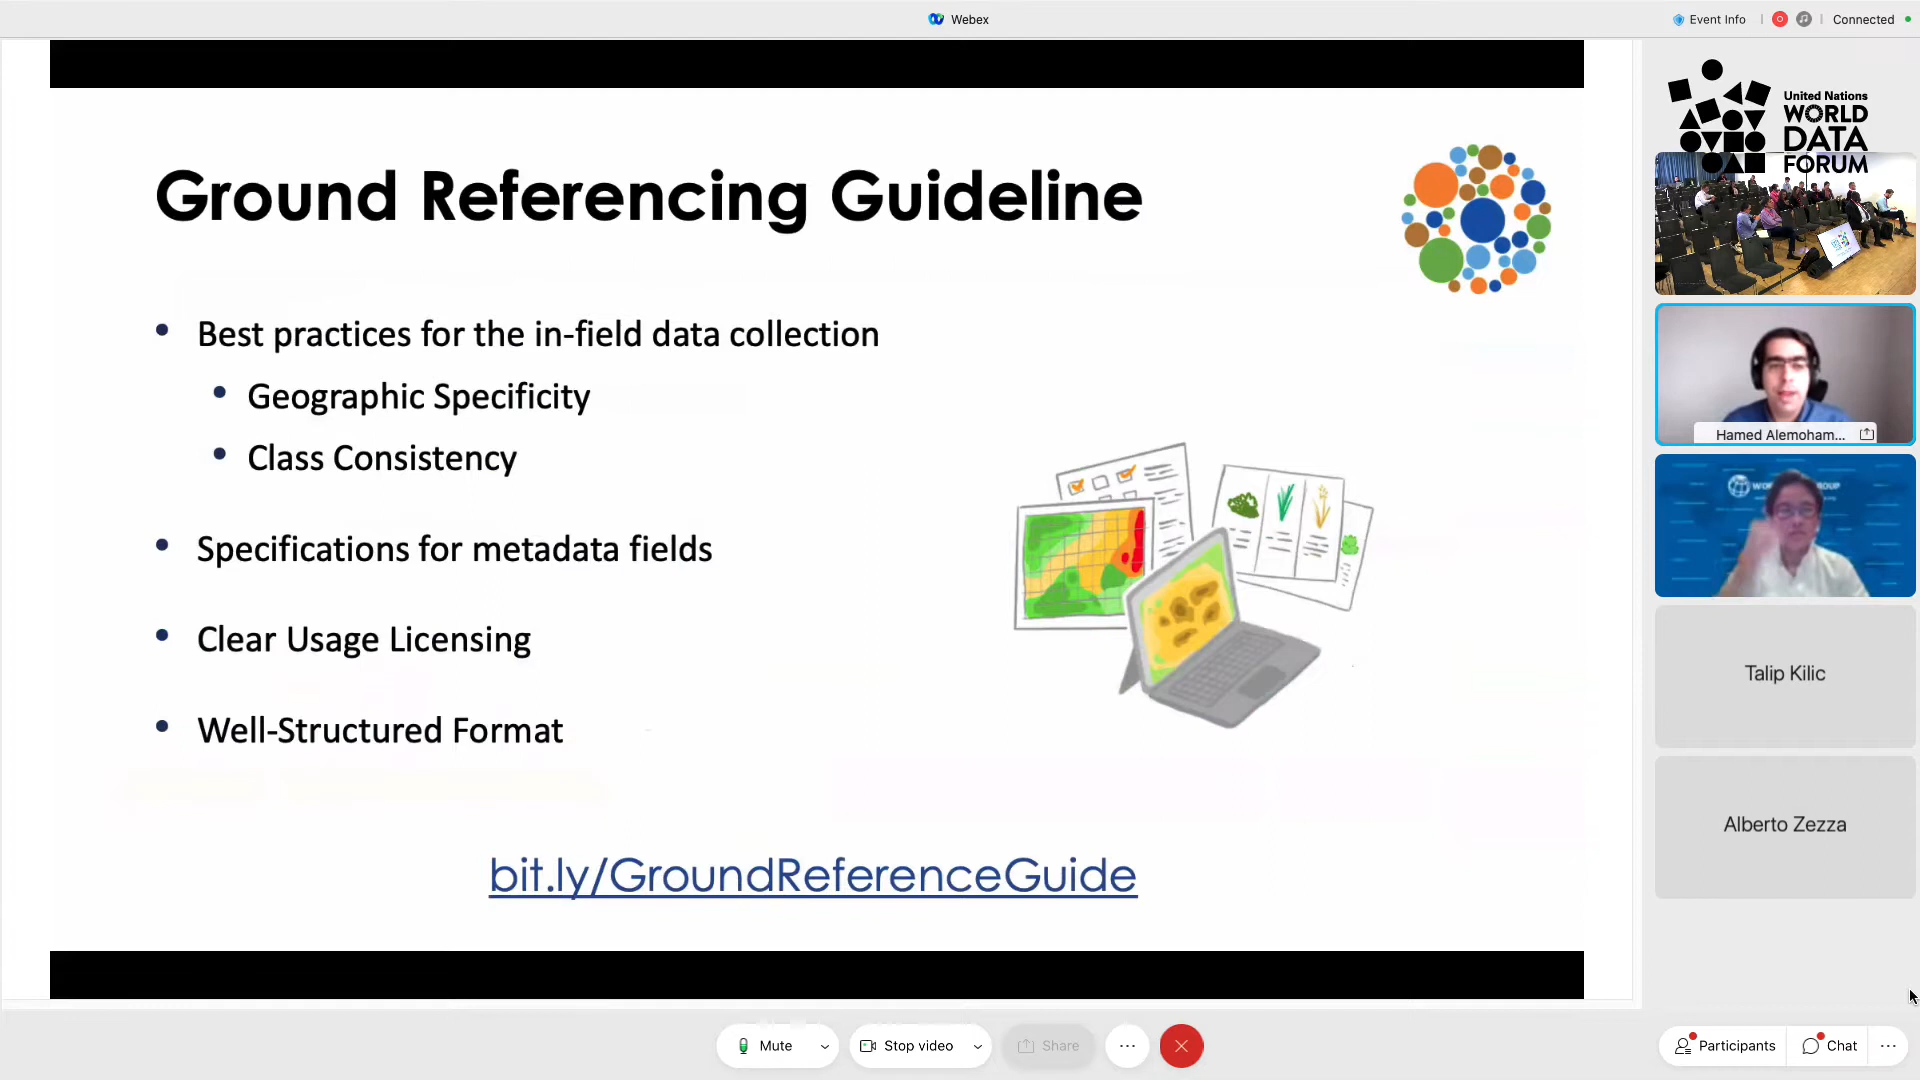 Webex
Event Info
Connected
United Nations
WORLD
DATA
FORUM
Ground Referencing Guideline
• Best practices for the in-field data collection
• Geographic Specificity
• Class Consistency
• Specifications for metadata fields
• Clear Usage Licensing
• Well-Structured Format
bit.ly/GroundReferenceGuide
Hamed Alemoham...
Talip Kilic
Alberto Zezza
Mute
Stop video
Share
Participants
Chat